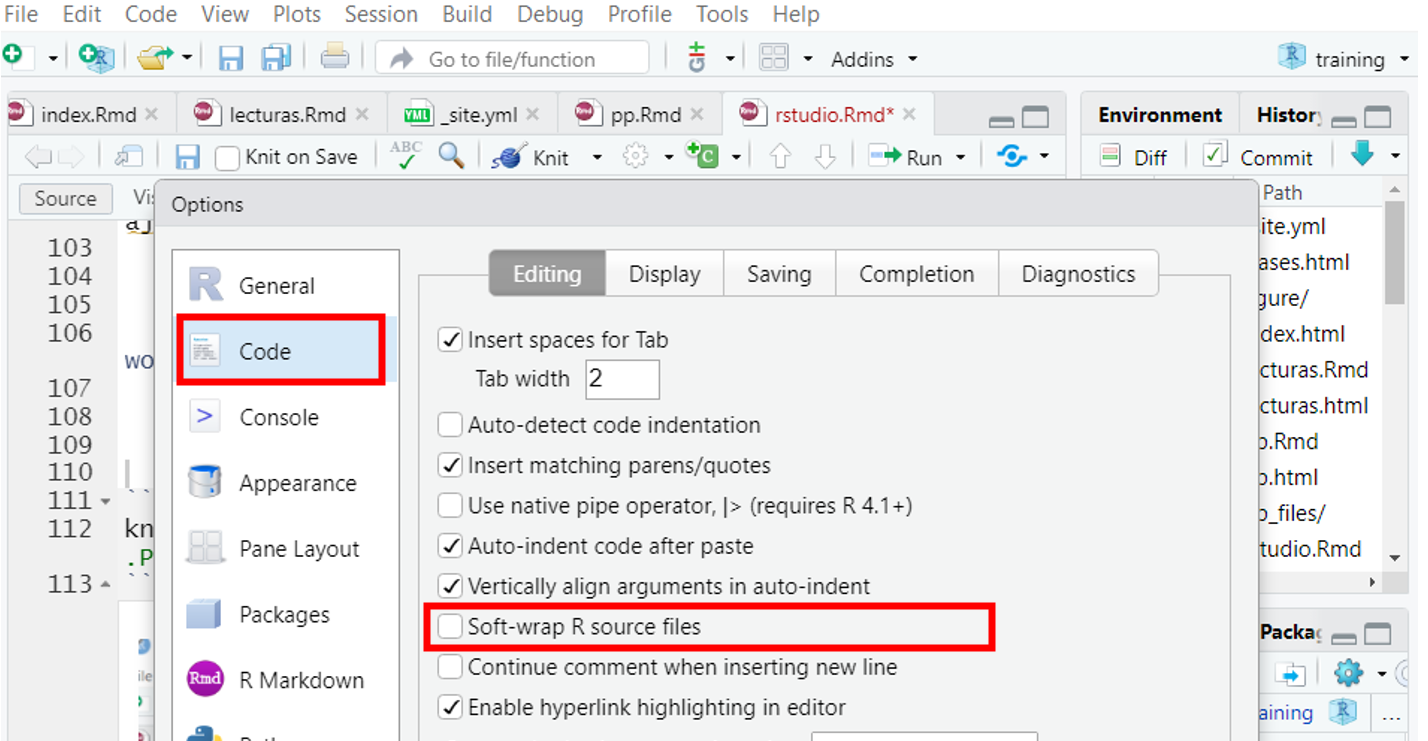 File Edit Code View Plots Session Build Debug Profile Tools Help
Go to file/function Addins training
index.Rmd lecturas.Rmd YML _site.yml pp.Rmd rstudio.Rmd* Environment
Knit on Save ABC Knit C Run Diff Commit
Source Path
Options
103
104
105
106
wo
107
108
109
110
111 ``
112 kn
.P
113 ``
General
Code
Console
Appearance
Pane Layout
Packages
Rmd R Markdown
Editing Display Saving Completion Diagnostics
Insert spaces for Tab
Tab width 2
Auto-detect code indentation
Insert matching parens/quotes
Use native pipe operator, |> (requires R 4.1+)
Auto-indent code after paste
Vertically align arguments in auto-indent
Soft-wrap R source files
Continue comment when inserting new line
Enable hyperlink highlighting in editor
ite.yml
ases.html
gure/
dex.html
cturas.Rmd
cturas.html
.Rmd
.html
_files/
tudio.Rmd
aining ...